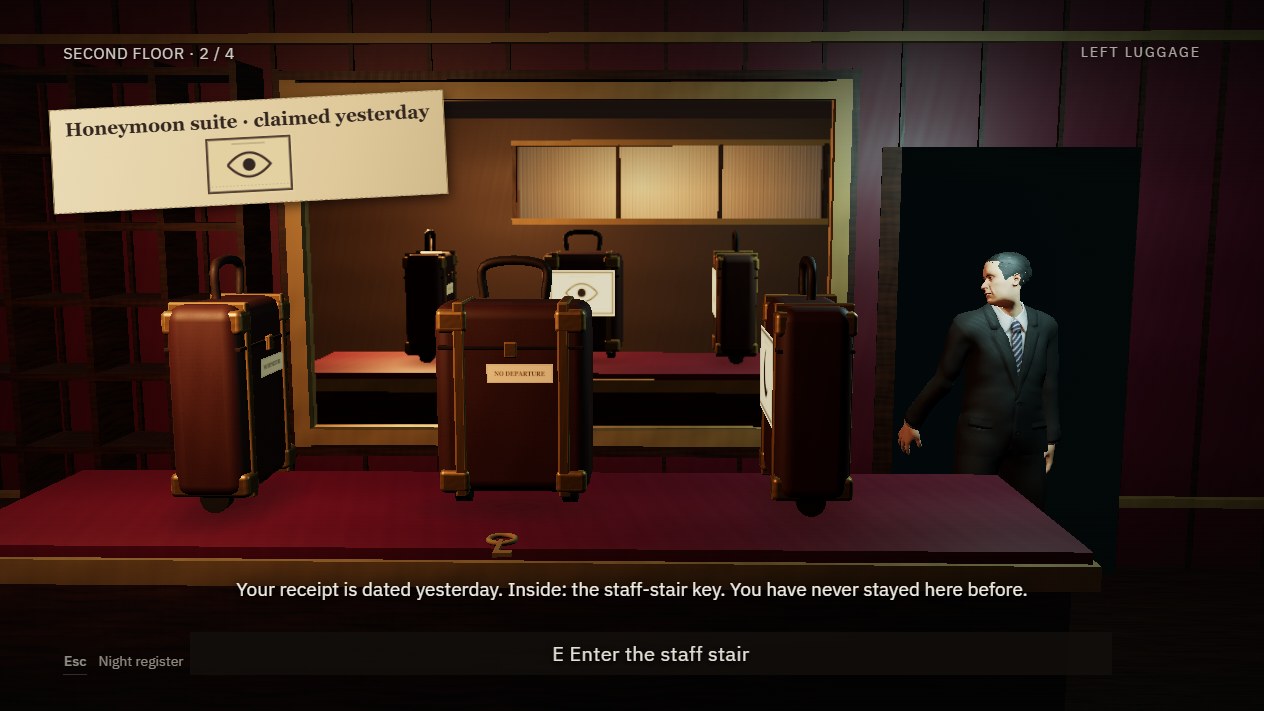 SECOND FLOOR · 2 / 4
LEFT LUGGAGE
Honeymoon suite · claimed yesterday
NO DEPARTURE
Your receipt is dated yesterday. Inside: the staff-stair key. You have never stayed here before.
E Enter the staff stair
Esc Night register